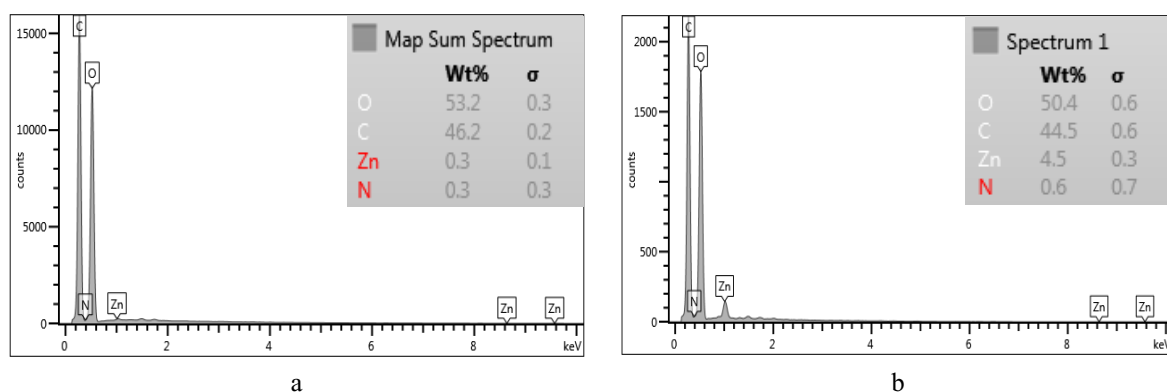 15000
10000
5000
0
counts
C
O
N
Zn
Zn
Zn
0
2
4
6
8
keV
Map Sum Spectrum
Wt% σ
O 53.2 0.3
C 46.2 0.2
Zn 0.3 0.1
N 0.3 0.3
a
2000
1500
1000
500
0
counts
C
O
N
Zn
Zn
Zn
0
2
4
6
8
keV
Spectrum 1
Wt% σ
O 50.4 0.6
C 44.5 0.6
Zn 4.5 0.3
N 0.6 0.7
b